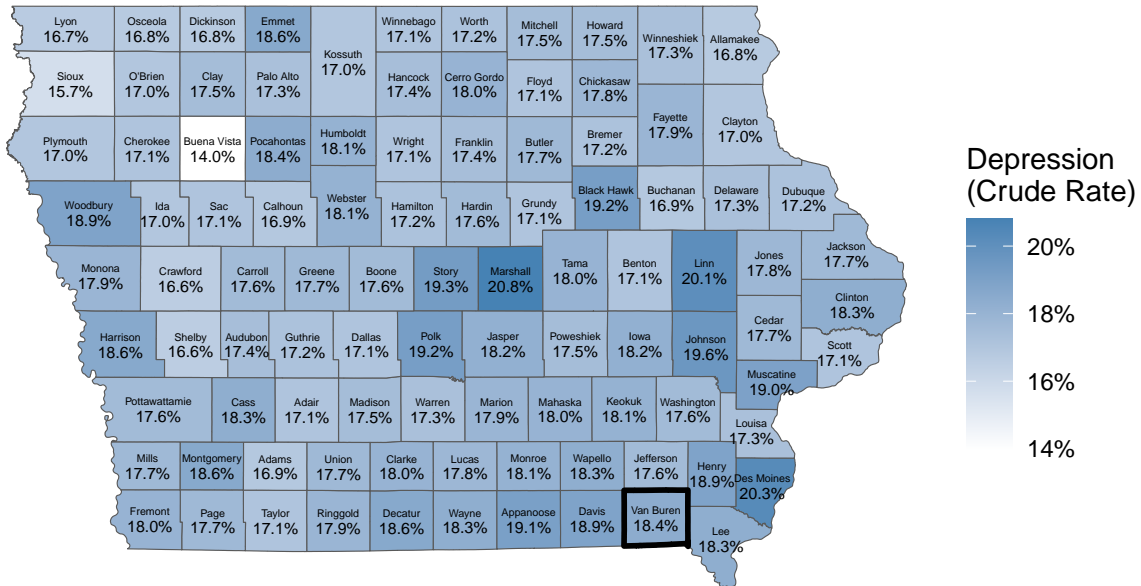 Lyon
16.7%
Osceola
16.8%
Dickinson
16.8%
Emmet
18.6%
Kossuth
17.0%
Winnebago
17.1%
Worth
17.2%
Mitchell
17.5%
Howard
17.5%
Winneshiek
17.3%
Allamakee
16.8%
Sioux
15.7%
O'Brien
17.0%
Clay
17.5%
Palo Alto
17.3%
Hancock
17.4%
Cerro Gordo
18.0%
Floyd
17.1%
Chickasaw
17.8%
Fayette
17.9%
Clayton
17.0%
Plymouth
17.0%
Cherokee
17.1%
Buena Vista
14.0%
Pocahontas
18.4%
Humboldt
18.1%
Wright
17.1%
Franklin
17.4%
Butler
17.7%
Bremer
17.2%
Woodbury
18.9%
Ida
17.0%
Sac
17.1%
Calhoun
16.9%
Webster
18.1%
Hamilton
17.2%
Hardin
17.6%
Grundy
17.1%
Black Hawk
19.2%
Buchanan
16.9%
Delaware
17.3%
Dubuque
17.2%
Monona
17.9%
Crawford
16.6%
Carroll
17.6%
Greene
17.7%
Boone
17.6%
Story
19.3%
Marshall
20.8%
Tama
18.0%
Benton
17.1%
Linn
20.1%
Jones
17.8%
Jackson
17.7%
Clinton
18.3%
Harrison
18.6%
Shelby
16.6%
Audubon
17.4%
Guthrie
17.2%
Dallas
17.1%
Polk
19.2%
Jasper
18.2%
Poweshiek
17.5%
Iowa
18.2%
Johnson
19.6%
Cedar
17.7%
Scott
17.1%
Muscatine
19.0%
Pottawattamie
17.6%
Cass
18.3%
Adair
17.1%
Madison
17.5%
Warren
17.3%
Marion
17.9%
Mahaska
18.0%
Keokuk
18.1%
Washington
17.6%
Louisa
17.3%
Mills
17.7%
Montgomery
18.6%
Adams
16.9%
Union
17.7%
Clarke
18.0%
Lucas
17.8%
Monroe
18.1%
Wapello
18.3%
Jefferson
17.6%
Henry
18.9%
Des Moines
20.3%
Fremont
18.0%
Page
17.7%
Taylor
17.1%
Ringgold
17.9%
Decatur
18.6%
Wayne
18.3%
Appanoose
19.1%
Davis
18.9%
Van Buren
18.4%
Lee
18.3%
Depression
(Crude Rate)
20%
18%
16%
14%